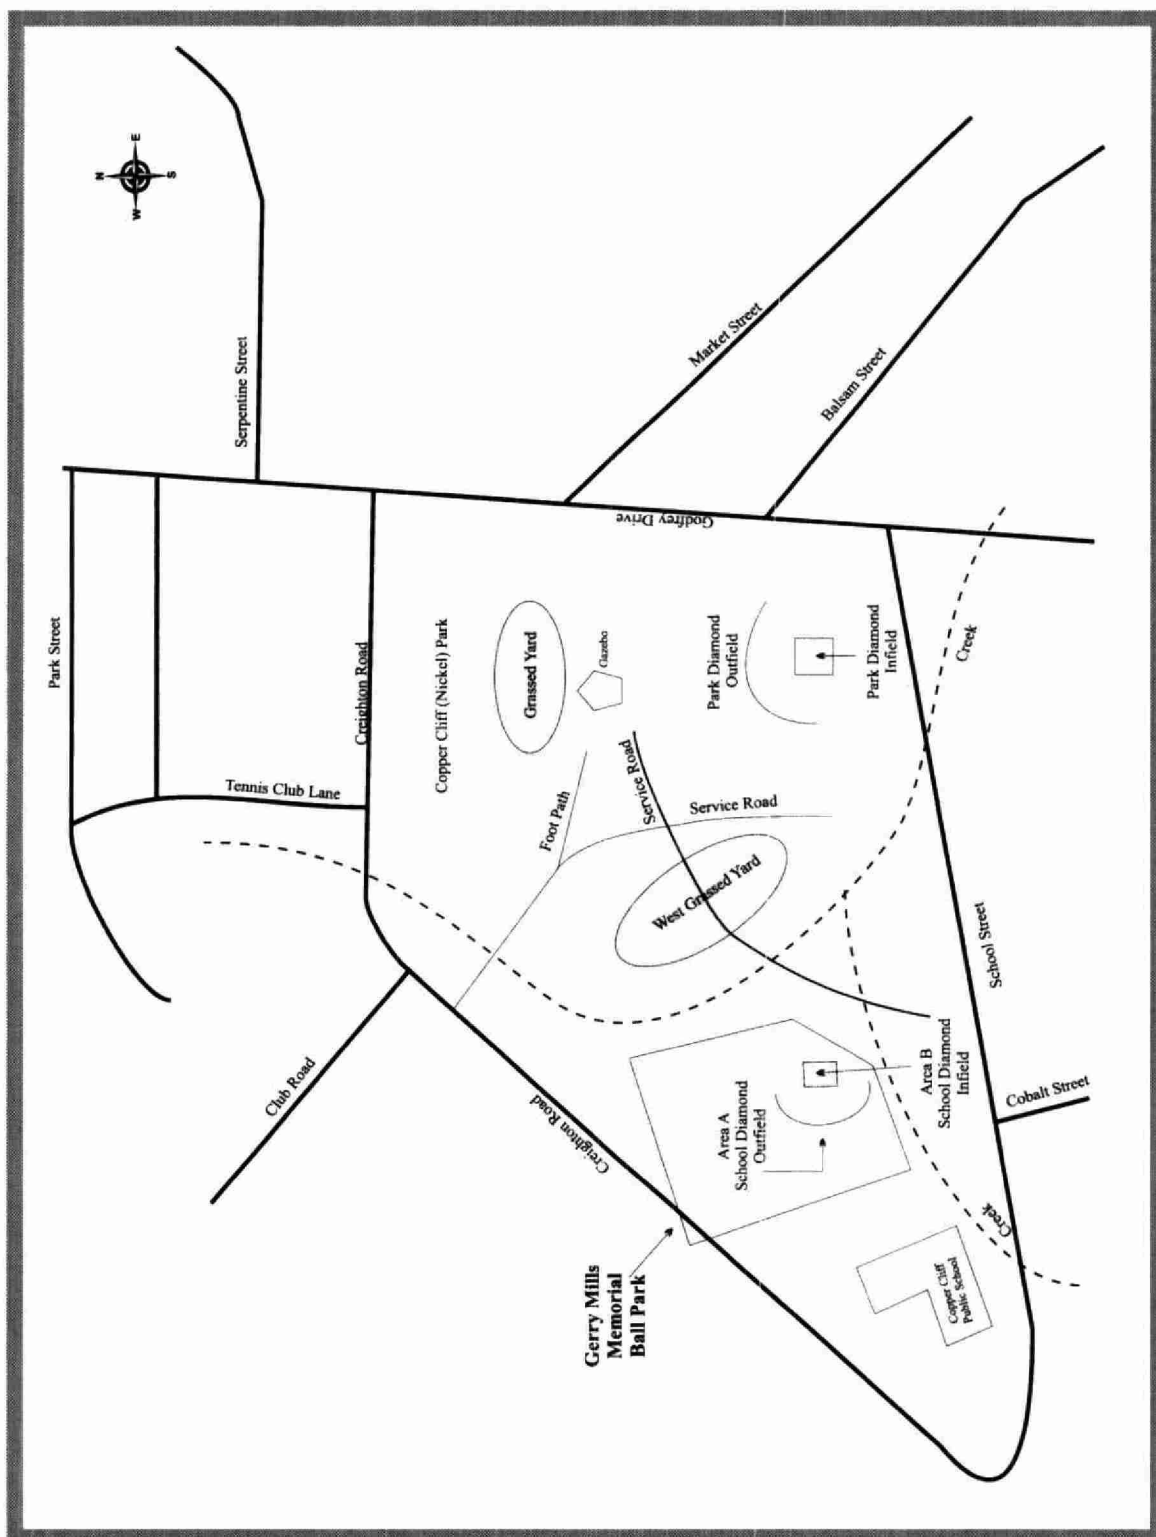 N
E
S
W
Park Street
Serpentine Street
Tennis Club Lane
Creighton Road
Club Road
Copper Cliff (Nickel) Park
Grassed Yard
Gazebo
Foot Path
Service Road
Service Road
West Grassed Yard
Godfrey Drive
Market Street
Balsam Street
Park Diamond
Outfield
Park Diamond
Infield
Creek
School Street
Cobalt Street
Creighton Road
Gerry Mills
Memorial
Ball Park
Area A
School Diamond
Outfield
Area B
School Diamond
Infield
Creek
Copper Cliff
Public School